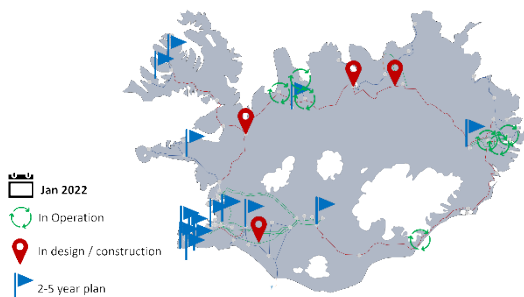 Jan 2022
In Operation
In design / construction
2-5 year plan